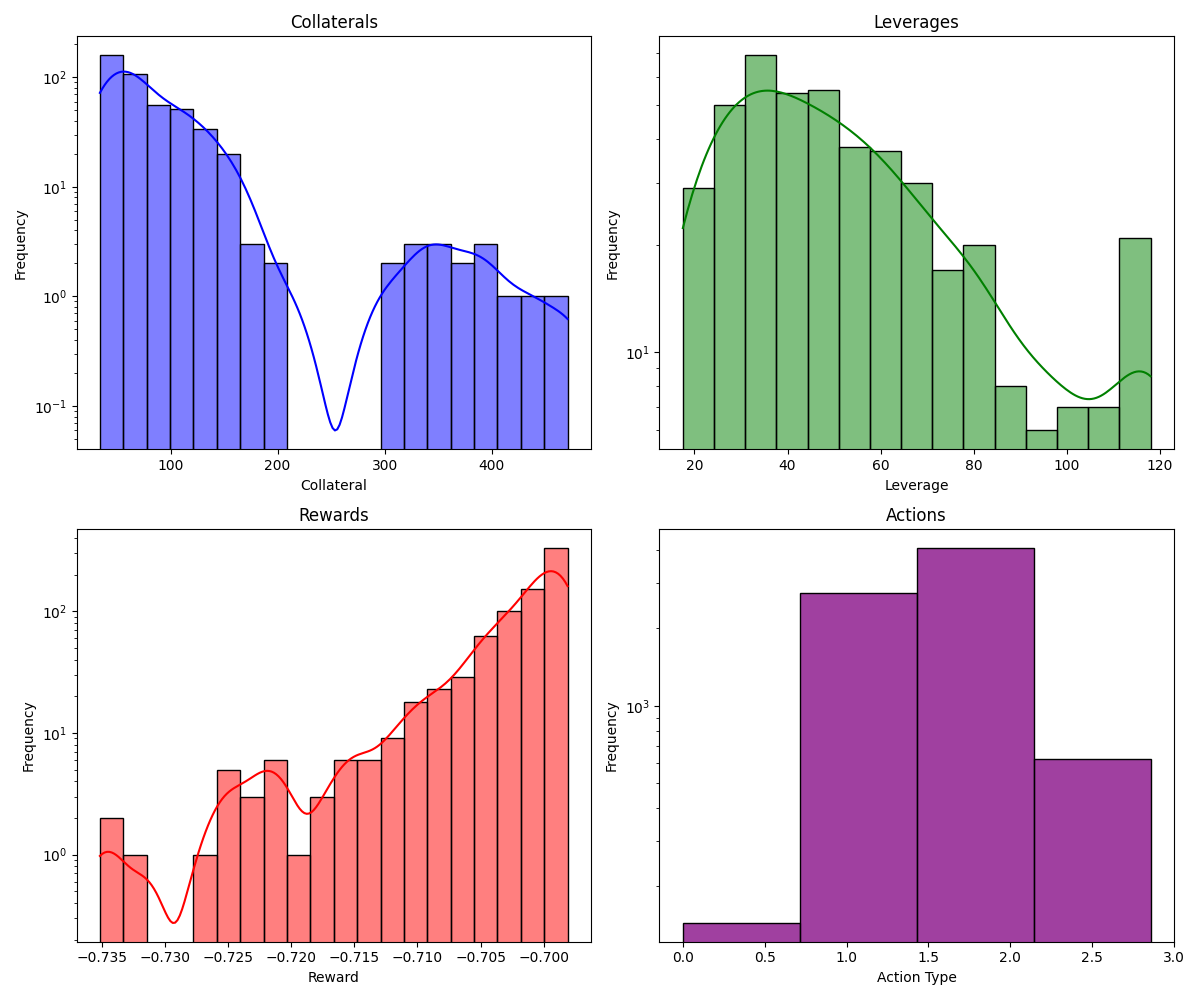 Collaterals
Frequency
10²
10¹
10⁰
10⁻¹
100 200 300 400
Collateral
Leverages
Frequency
10¹
20 40 60 80 100 120
Leverage
Rewards
Frequency
10²
10¹
10⁰
−0.735 −0.730 −0.725 −0.720 −0.715 −0.710 −0.705 −0.700
Reward
Actions
Frequency
10³
0.0 0.5 1.0 1.5 2.0 2.5 3.0
Action Type